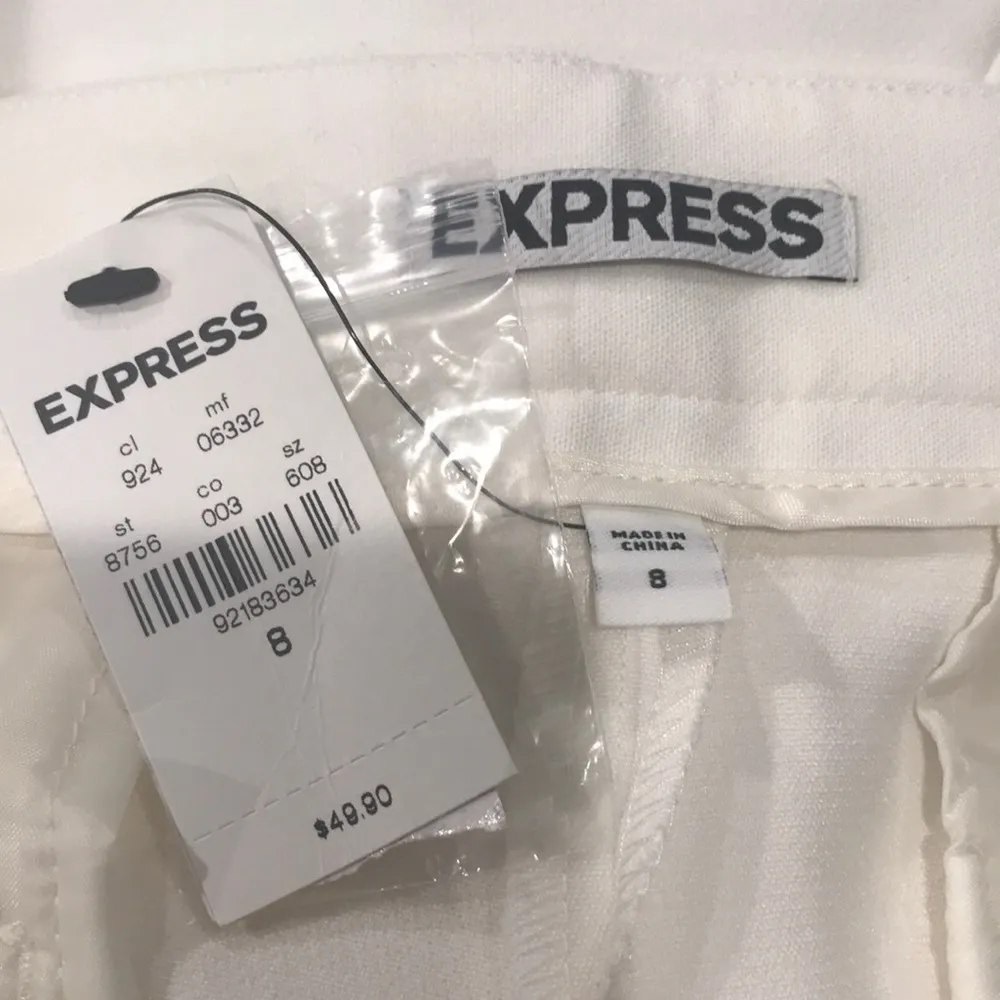 EXPRESS
cl
924
mf
06332
st
8756
co
003
sz
608
92183634
8
$49.90
EXPRESS
MADE IN
CHINA
8